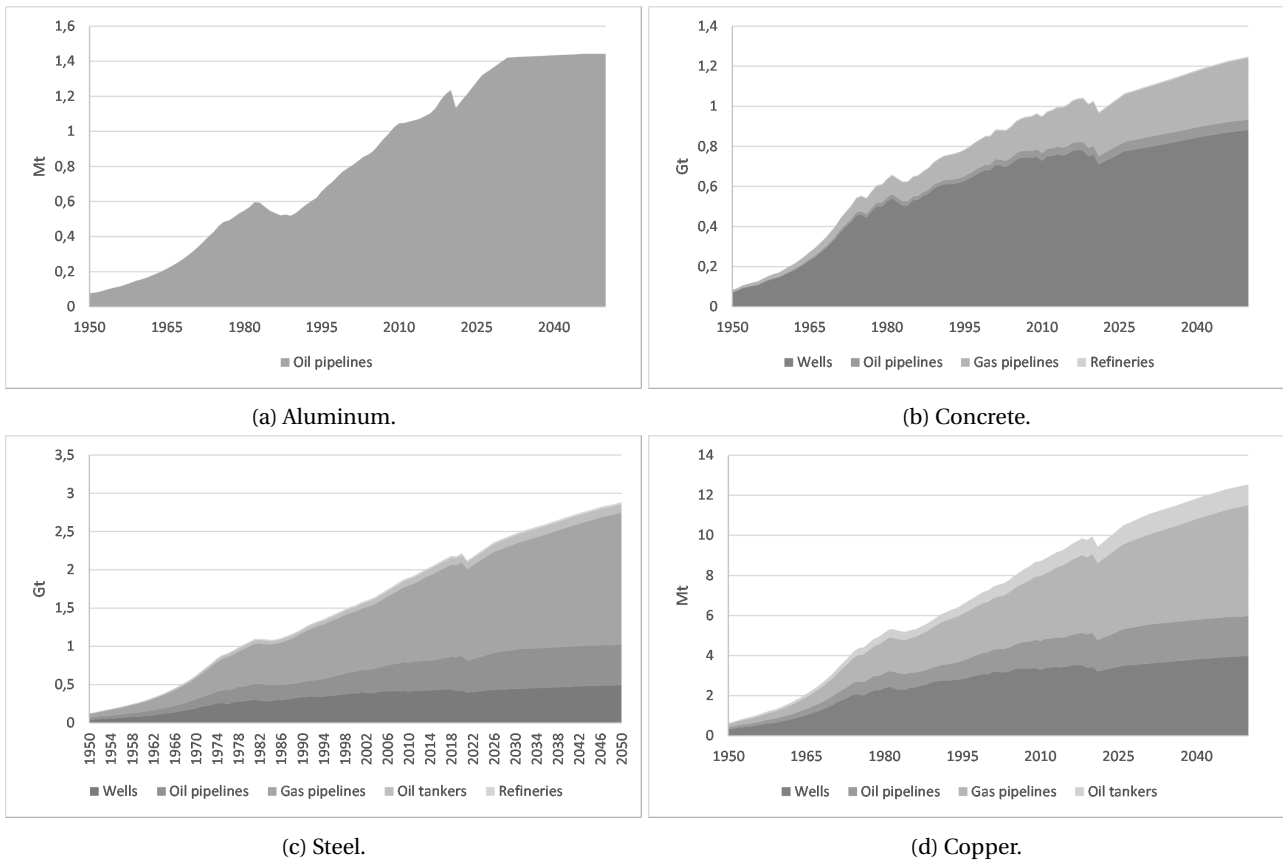 1,6
1,4
1,2
1
0,8
0,6
0,4
0,2
0
Mt
1950 1965 1980 1995 2010 2025 2040
Oil pipelines
(a) Aluminum.
1,4
1,2
1
0,8
0,6
0,4
0,2
0
Gt
1950 1965 1980 1995 2010 2025 2040
Wells Oil pipelines Gas pipelines Refineries
(b) Concrete.
3,5
3
2,5
2
1,5
1
0,5
0
Gt
1950 1954 1958 1962 1966 1970 1974 1978 1982 1986 1990 1994 1998 2002 2006 2010 2014 2018 2022 2026 2030 2034 2038 2042 2046 2050
Wells Oil pipelines Gas pipelines Oil tankers Refineries
(c) Steel.
14
12
10
8
6
4
2
0
Mt
1950 1965 1980 1995 2010 2025 2040
Wells Oil pipelines Gas pipelines Oil tankers
(d) Copper.